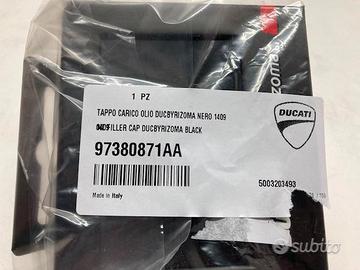 rizoma
1 PZ
TAPPO CARICO OLIO DUCBYRIZOMA NERO 1409
FILLER CAP DUCBYRIZOMA BLACK
DUCATI
97380871AA
5003203493
Made in Italy
subito